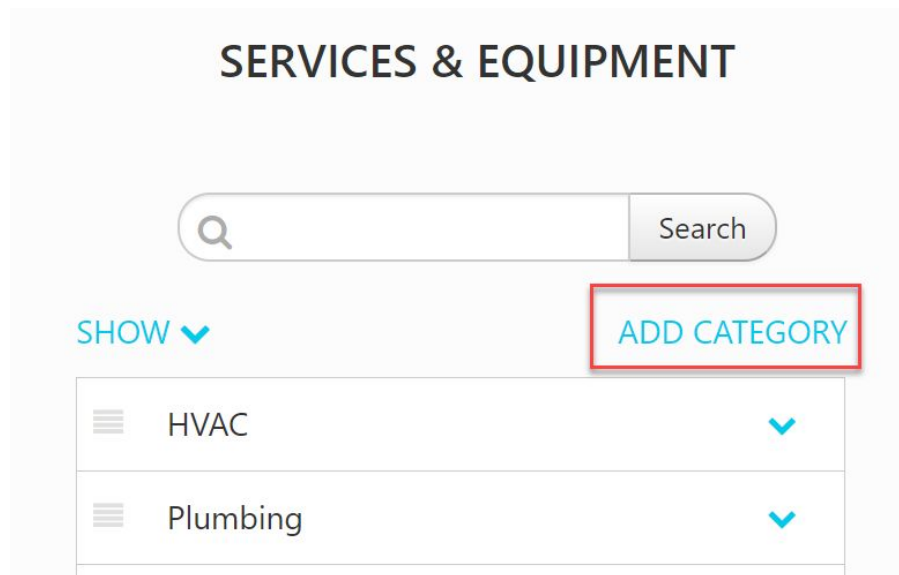 SERVICES & EQUIPMENT
Search
SHOW ADD CATEGORY
HVAC
Plumbing